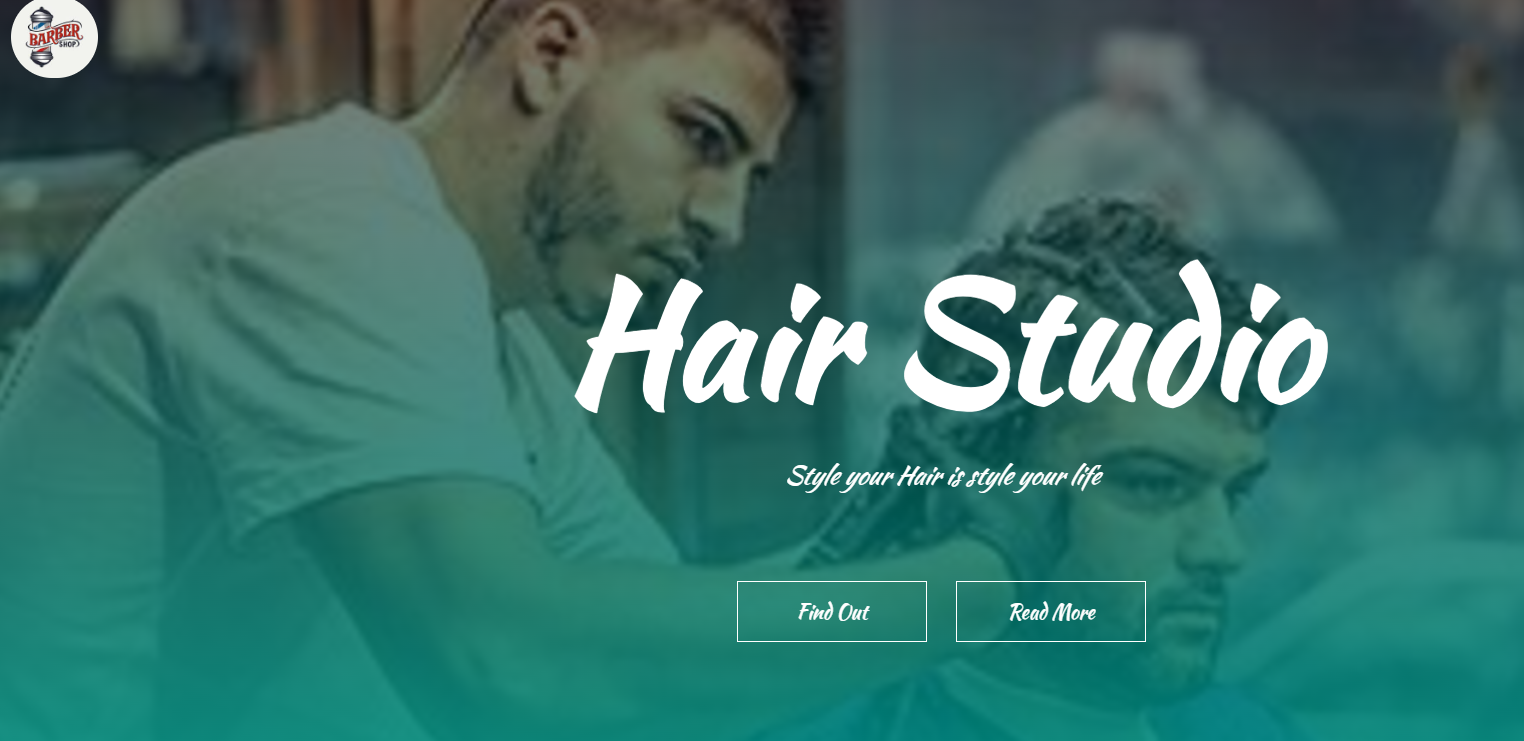 BARBER
SHOP
Hair Studio
Style your Hair is style your life
Find Out
Read More